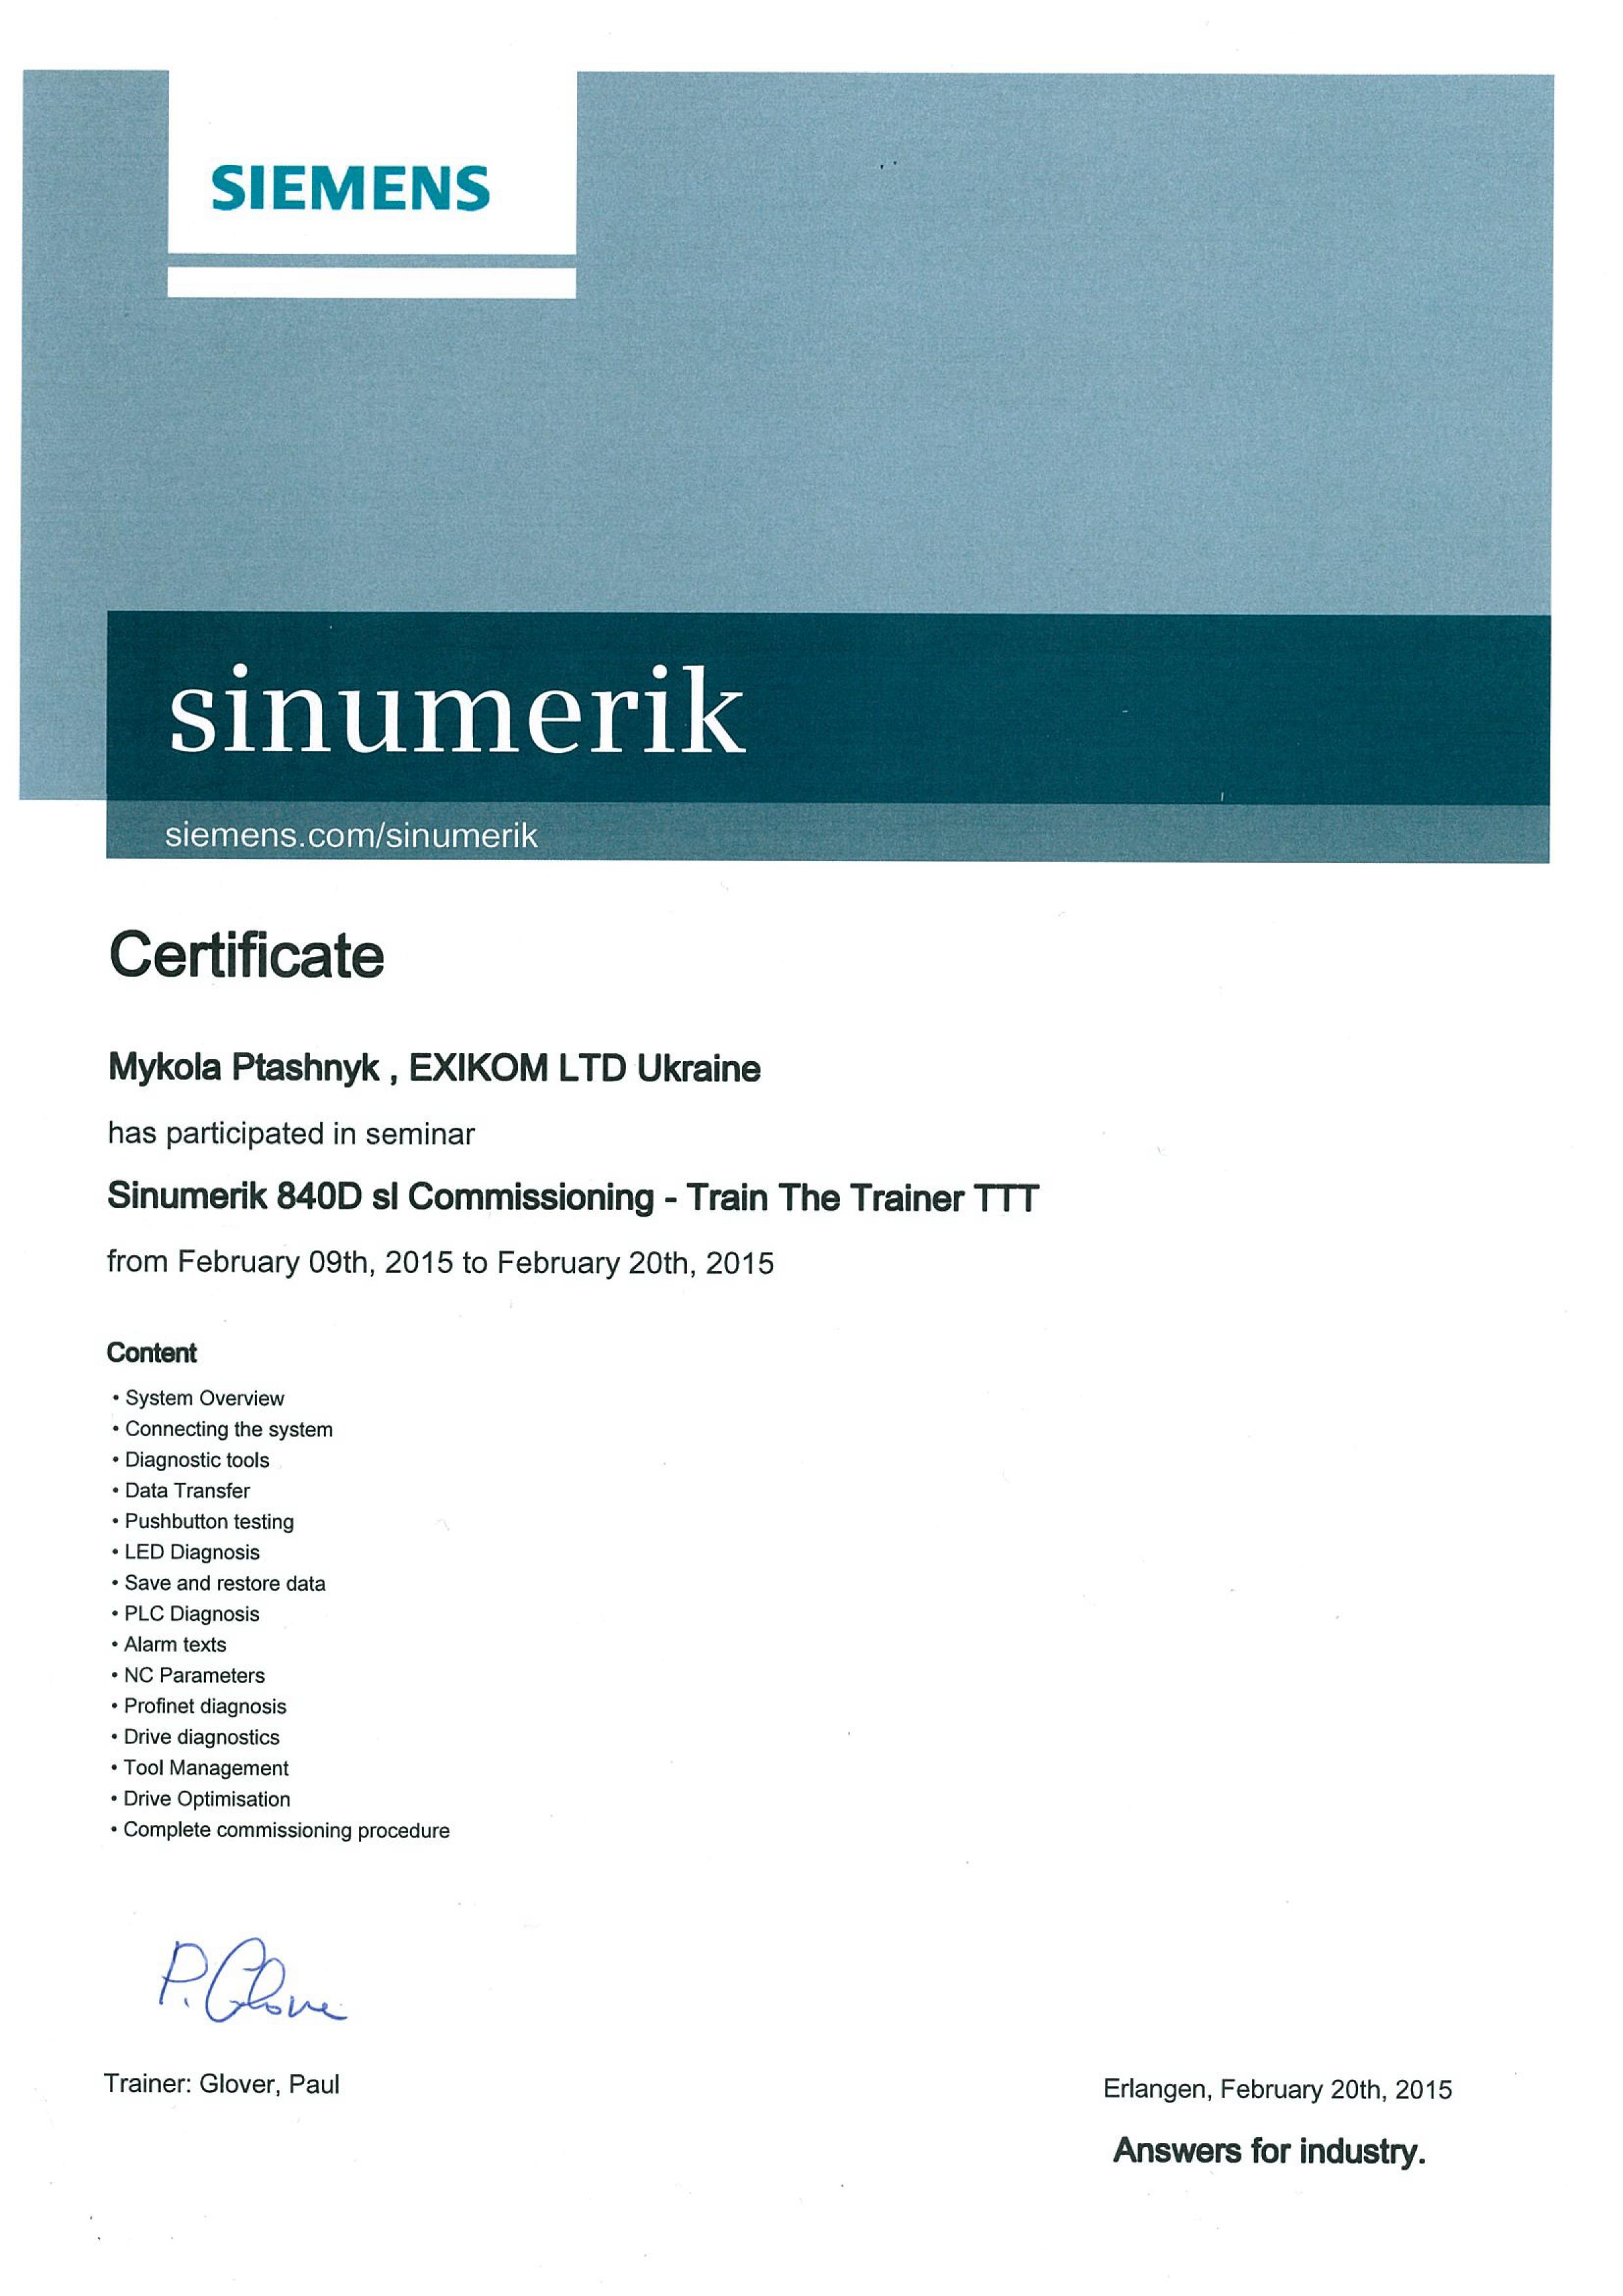 SIEMENS
sinumerik
siemens.com/sinumerik
Certificate
Mykola Ptashnyk , EXIKOM LTD Ukraine
has participated in seminar
Sinumerik 840D sl Commissioning - Train The Trainer TTT
from February 09th, 2015 to February 20th, 2015
Content
• System Overview
• Connecting the system
• Diagnostic tools
• Data Transfer
• Pushbutton testing
• LED Diagnosis
• Save and restore data
• PLC Diagnosis
• Alarm texts
• NC Parameters
• Profinet diagnosis
• Drive diagnostics
• Tool Management
• Drive Optimisation
• Complete commissioning procedure
P. Glover
Trainer: Glover, Paul
Erlangen, February 20th, 2015
Answers for industry.